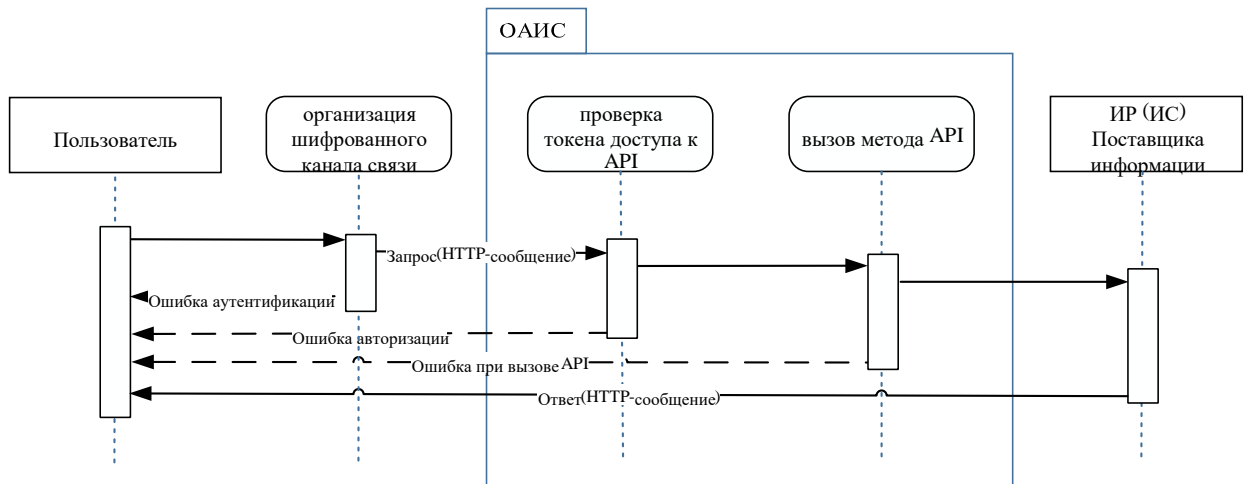 ОАИС
Пользователь
организация
шифрованного
канала связи
проверка
токена доступа к
API
вызов метода API
ИР (ИС)
Поставщика
информации
Запрос(HTTP-сообщение)
Ошибка аутентификации
Ошибка авторизации
Ошибка при вызове API
Ответ(HTTP-сообщение)